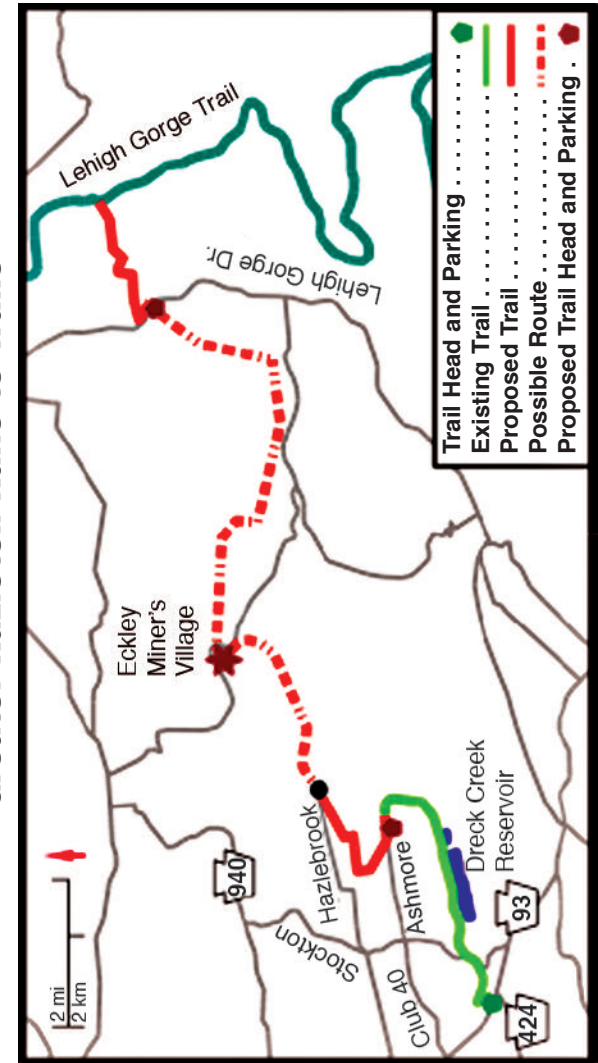 Lehigh Gorge Trail
Lehigh Gorge Dr.
Eckley
Miner's
Village
Hazlebrook
Ashmore
Dreck Creek
Reservoir
Stockton
Club 40
940
93
424
2 mi
2 km
Trail Head and Parking . . . . . . . .
Existing Trail . . . . . . . . . . . . . . . .
Proposed Trail . . . . . . . . . . . . . .
Possible Route . . . . . . . . . . . . .
Proposed Trail Head and Parking .